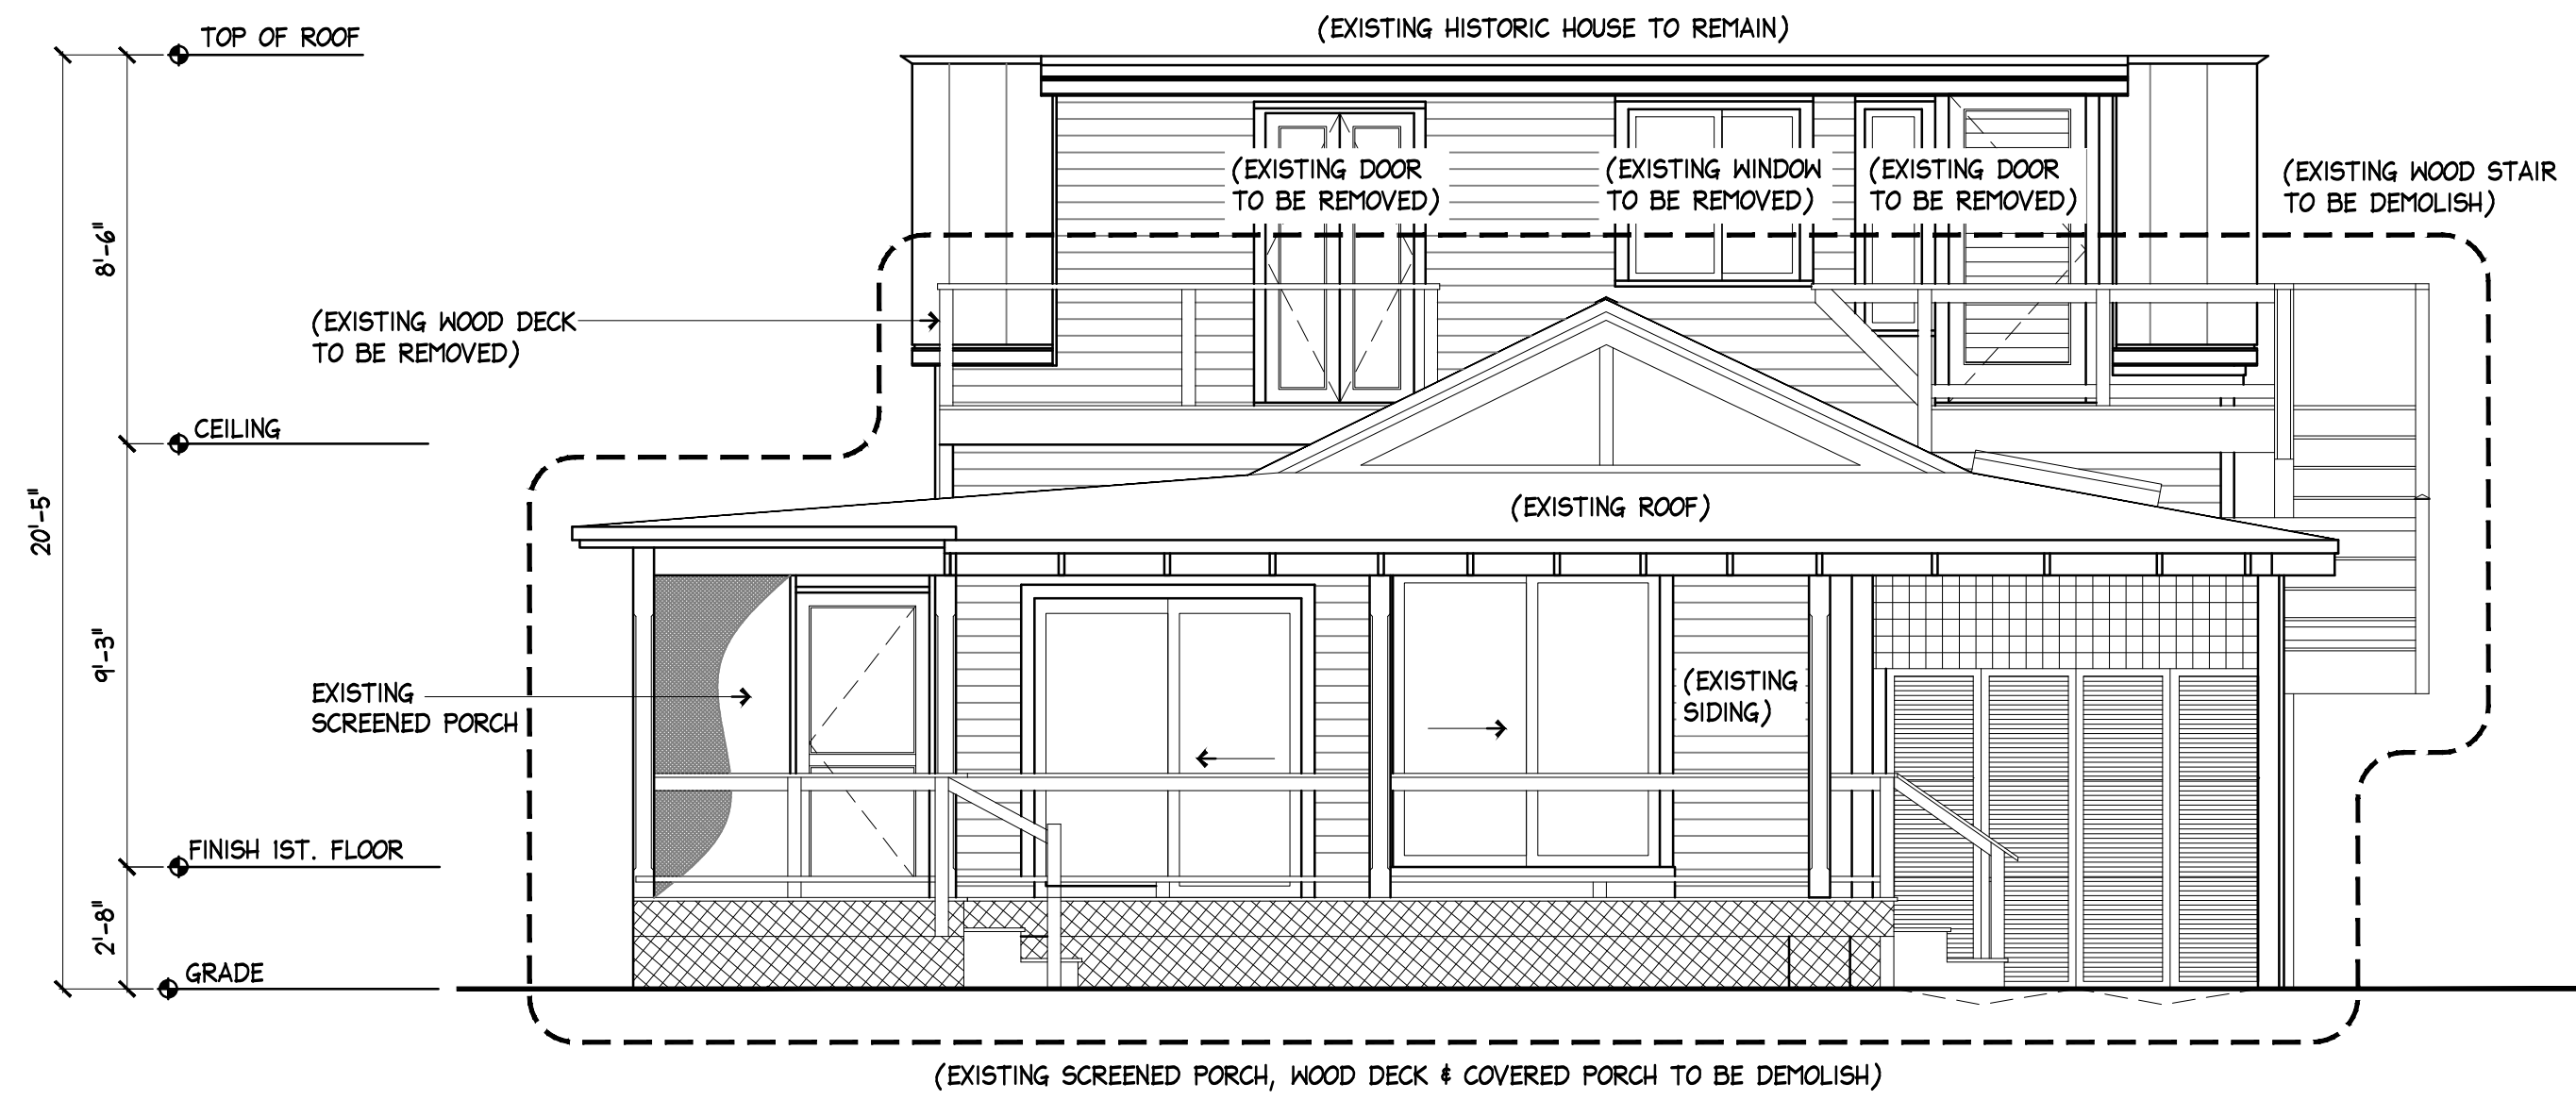 (EXISTING HISTORIC HOUSE TO REMAIN)
TOP OF ROOF
(EXISTING DOOR
TO BE REMOVED)
(EXISTING WINDOW
TO BE REMOVED)
(EXISTING DOOR
TO BE REMOVED)
(EXISTING WOOD STAIR
TO BE DEMOLISH)
8'-6"
(EXISTING WOOD DECK
TO BE REMOVED)
CEILING
20'-5"
(EXISTING ROOF)
9'-3"
EXISTING
SCREENED PORCH
(EXISTING
SIDING)
FINISH 1ST. FLOOR
2'-8"
GRADE
(EXISTING SCREENED PORCH, WOOD DECK & COVERED PORCH TO BE DEMOLISH)